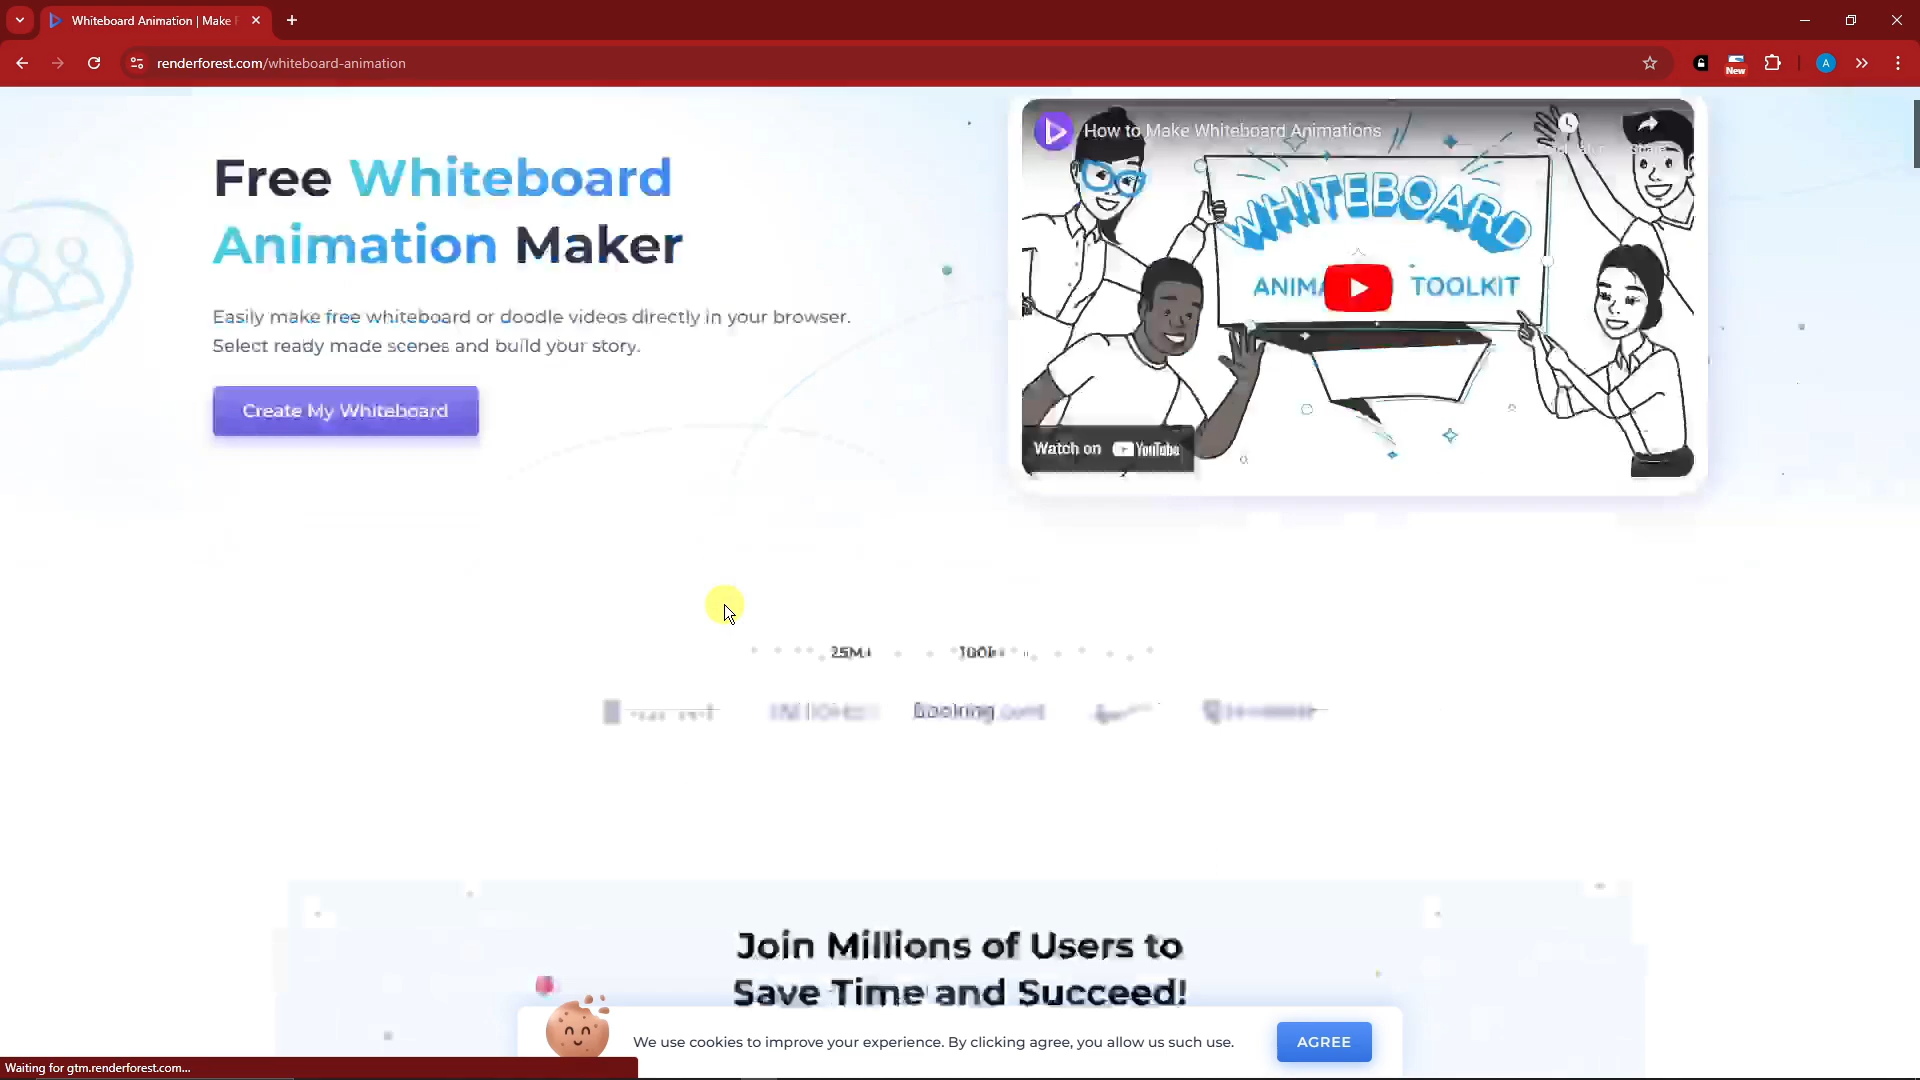 Whiteboard Animation | Make
renderforest.com/whiteboard-animation
New
A
Free Whiteboard
Animation Maker
Easily make free whiteboard or doodle videos directly in your browser.
Select ready made scenes and build your story.
Create My Whiteboard
How to Make Whiteboard Animations
Share
WHITEBOARD
TOOLKIT
Watch on YouTube
25M+
Booking.com
Join Millions of Users to
Save Time and Succeed!
We use cookies to improve your experience. By clicking agree, you allow us such use.
AGREE
Waiting for gtm.renderforest.com...